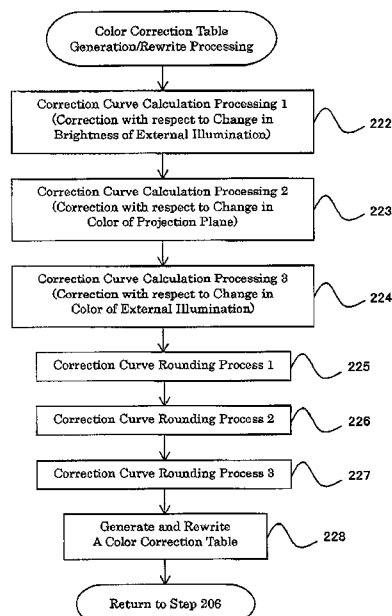 Color Correction Table
Generation/Rewrite Processing
Correction Curve Calculation Processing 1
(Correction with respect to Change in
Brightness of External Illumination)
222
Correction Curve Calculation Processing 2
(Correction with respect to Change in
Color of Projection Plane)
223
Correction Curve Calculation Processing 3
(Correction with respect to Change in
Color of External Illumination)
224
Correction Curve Rounding Process 1
225
Correction Curve Rounding Process 2
226
Correction Curve Rounding Process 3
227
Generate and Rewrite
A Color Correction Table
228
Return to Step 206